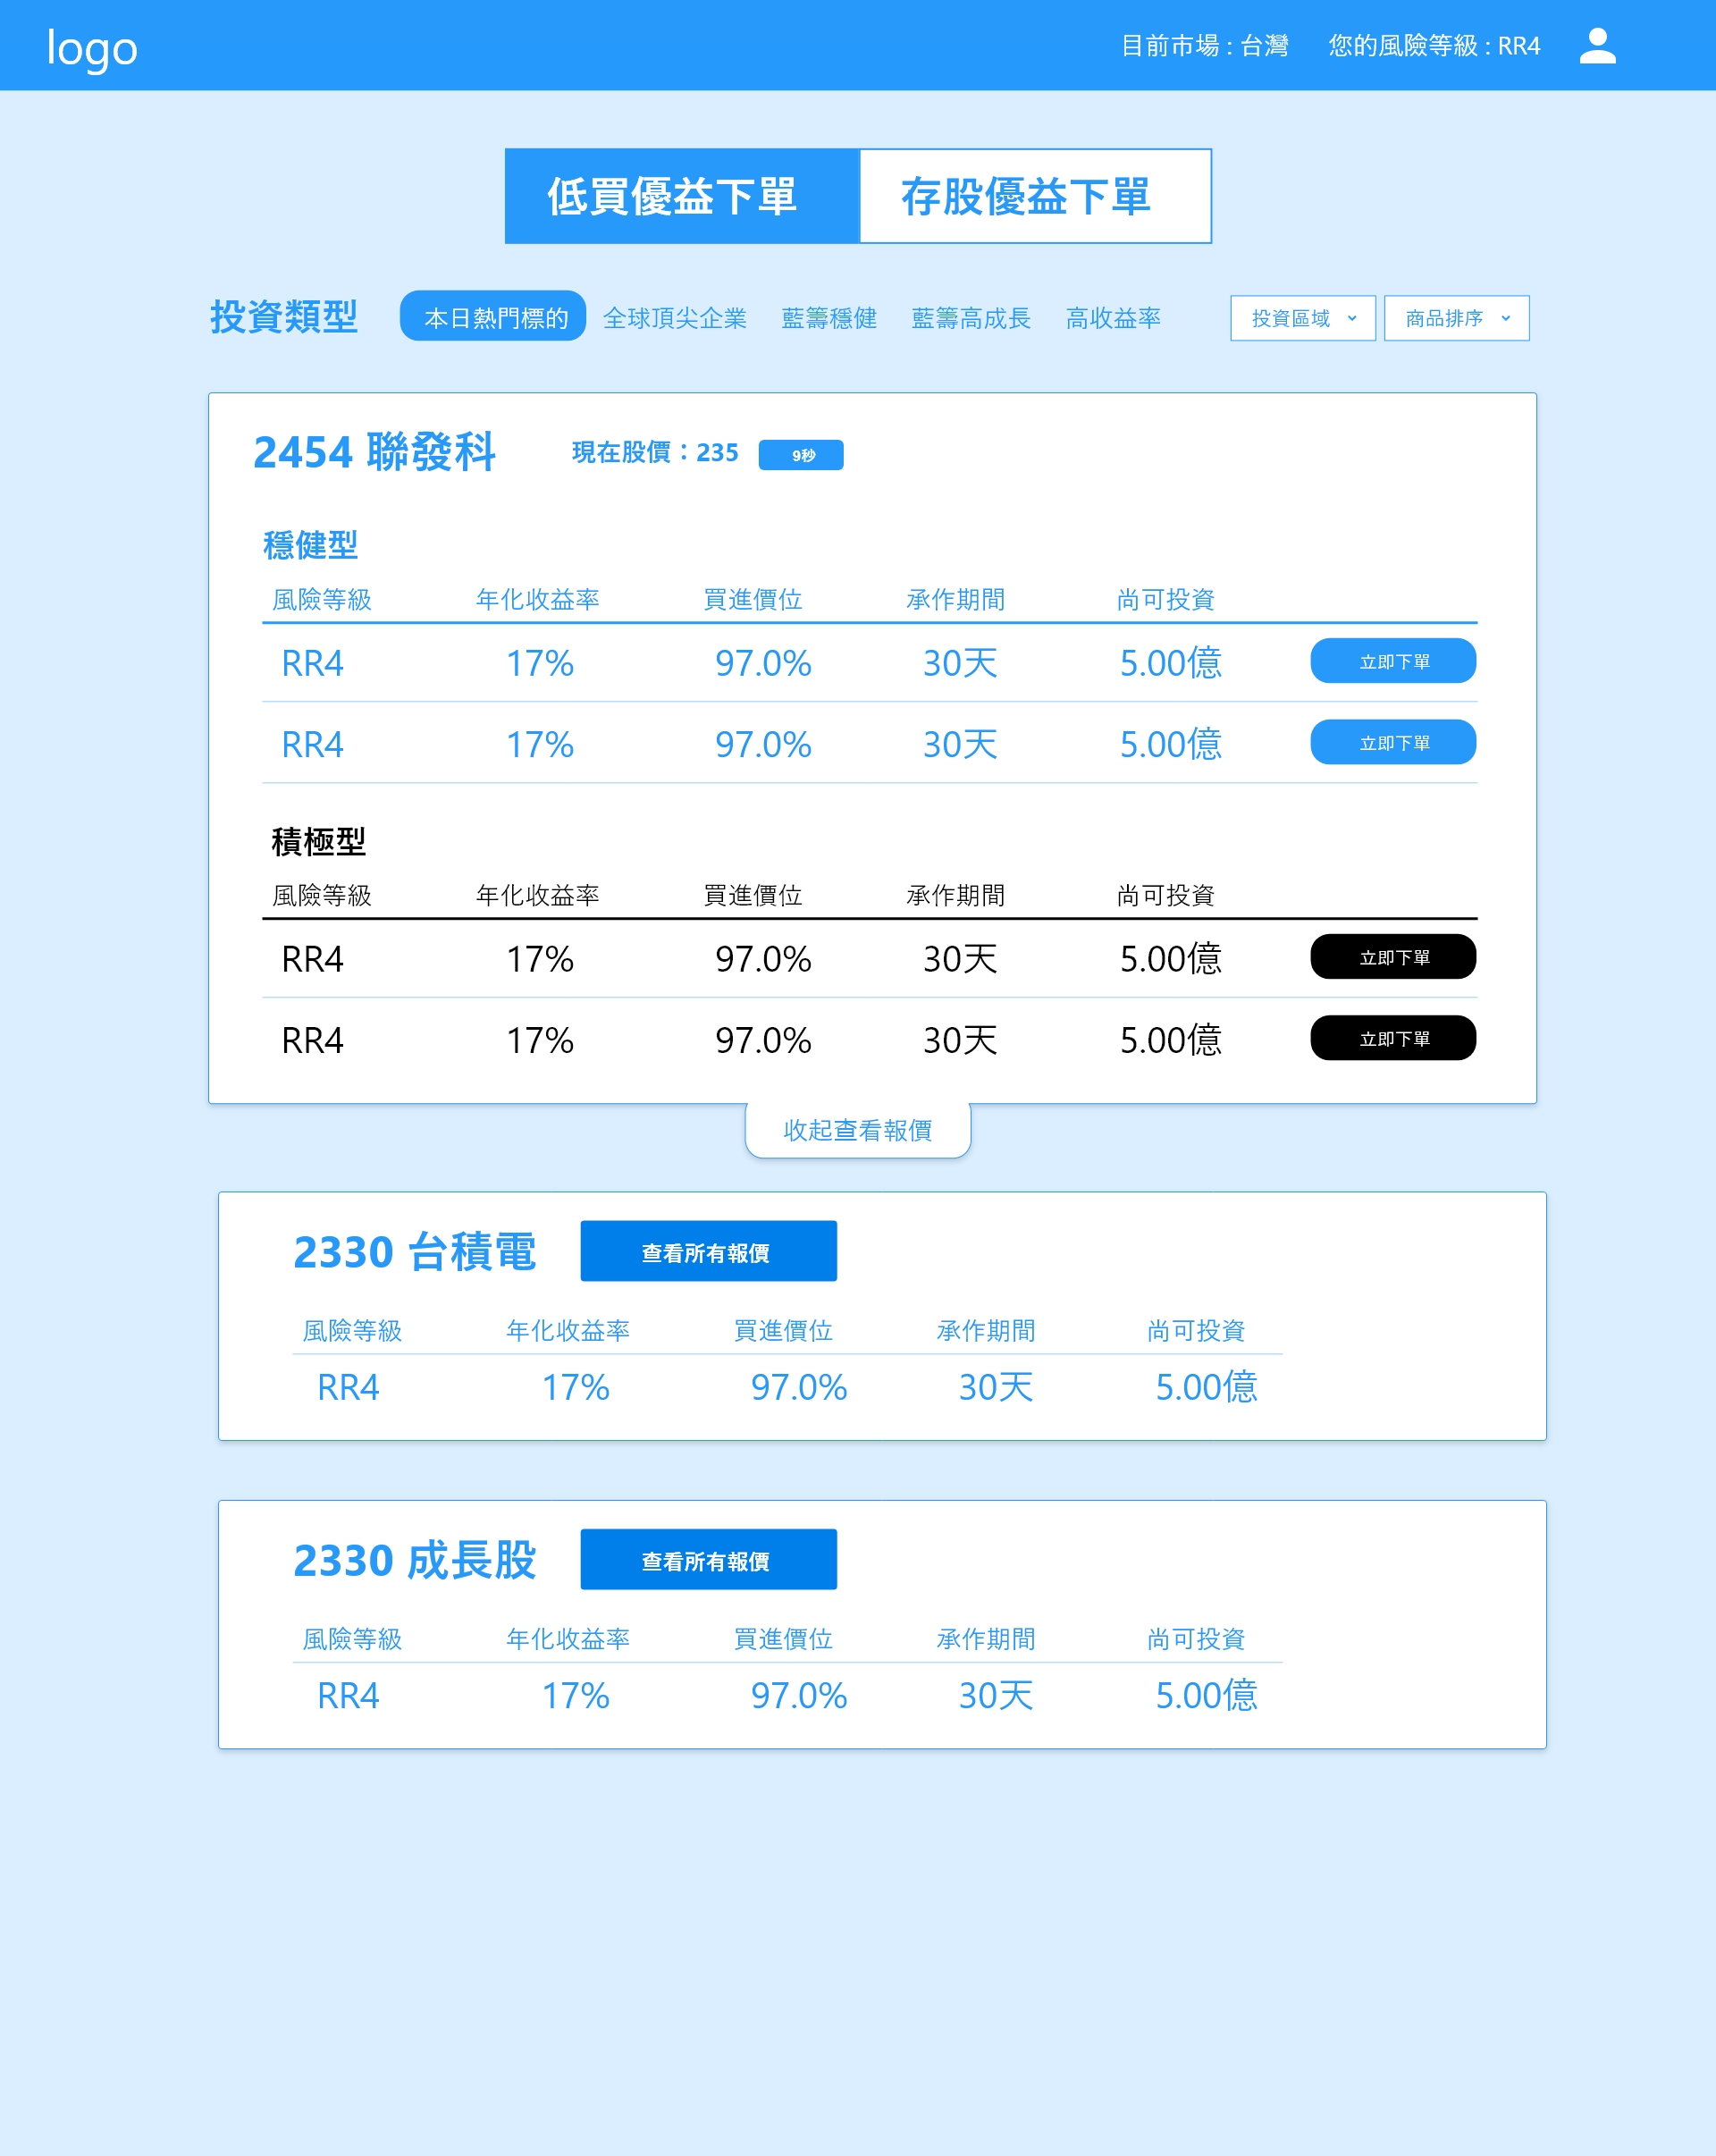 logo
目前市場 : 台灣 您的風險等級 : RR4
低買優益下單 存股優益下單
投資類型 本日熱門標的 全球頂尖企業 藍籌穩健 藍籌高成長 高收益率 投資區域 商品排序
2454 聯發科 現在股價：235 9秒
穩健型
風險等級 年化收益率 買進價位 承作期間 尚可投資
RR4 17% 97.0% 30天 5.00億 立即下單
RR4 17% 97.0% 30天 5.00億 立即下單
積極型
風險等級 年化收益率 買進價位 承作期間 尚可投資
RR4 17% 97.0% 30天 5.00億 立即下單
RR4 17% 97.0% 30天 5.00億 立即下單
收起查看報價
2330 台積電 查看所有報價
風險等級 年化收益率 買進價位 承作期間 尚可投資
RR4 17% 97.0% 30天 5.00億
2330 成長股 查看所有報價
風險等級 年化收益率 買進價位 承作期間 尚可投資
RR4 17% 97.0% 30天 5.00億